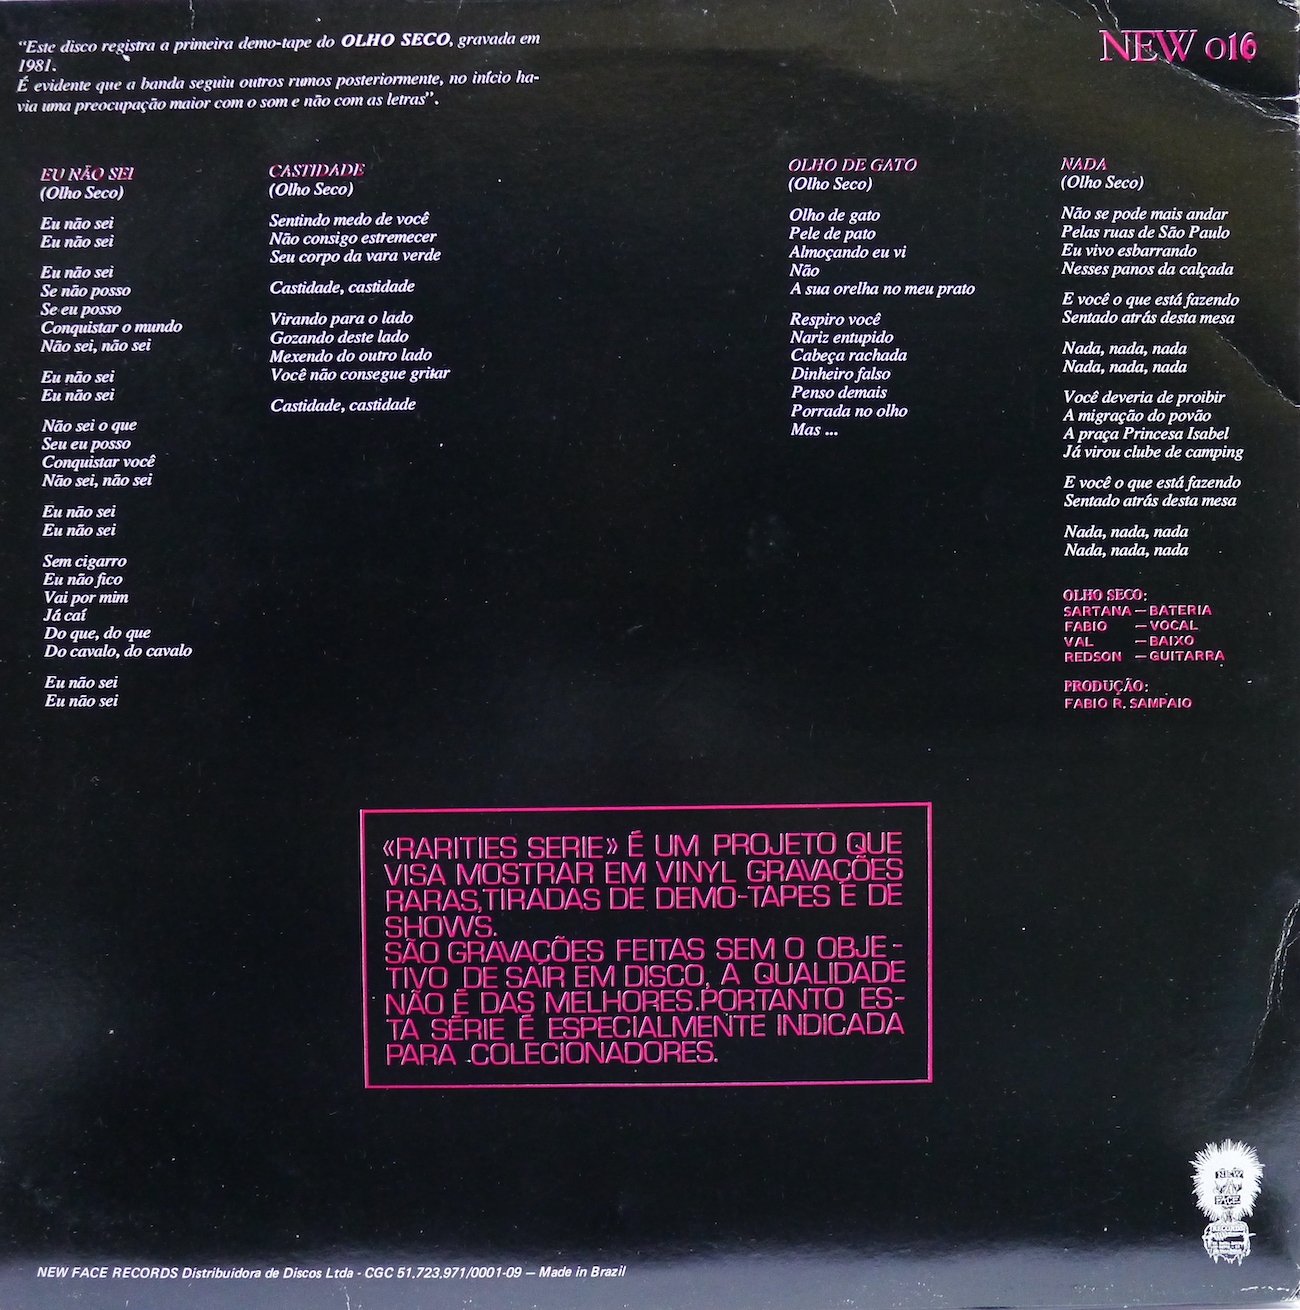 "Este disco registra a primeira demo-tape do OLHO SECO, gravada em
1981.
É evidente que a banda seguiu outros rumos posteriormente, no início ha-
via uma preocupação maior com o som e não com as letras".
NEW 016
EU NÃO SEI
(Olho Seco)
Eu não sei
Eu não sei
Eu não sei
Se não posso
Se eu posso
Conquistar o mundo
Não sei, não sei
Eu não sei
Eu não sei
Não sei o que
Seu eu posso
Conquistar você
Não sei, não sei
Eu não sei
Eu não sei
Sem cigarro
Eu não fico
Vai por mim
Já caí
Do que, do que
Do cavalo, do cavalo
Eu não sei
Eu não sei
CASTIDADE
(Olho Seco)
Sentindo medo de você
Não consigo estremecer
Seu corpo da vara verde
Castidade, castidade
Virando para o lado
Gozando deste lado
Mexendo do outro lado
Você não consegue gritar
Castidade, castidade
OLHO DE GATO
(Olho Seco)
Olho de gato
Pele de pato
Almoçando eu vi
Não
A sua orelha no meu prato
Respiro você
Nariz entupido
Cabeça rachada
Dinheiro falso
Penso demais
Porrada no olho
Mas ...
NADA
(Olho Seco)
Não se pode mais andar
Pelas ruas de São Paulo
Eu vivo esbarrando
Nesses panos da calçada
E você o que está fazendo
Sentado atrás desta mesa
Nada, nada, nada
Nada, nada, nada
Você deveria de proibir
A migração do povão
A praça Princesa Isabel
Já virou clube de camping
E você o que está fazendo
Sentado atrás desta mesa
Nada, nada, nada
Nada, nada, nada
OLHO SECO:
SARTANA — BATERIA
FABIO — VOCAL
VAL — BAIXO
REDSON — GUITARRA
PRODUÇÃO:
FABIO R. SAMPAIO
«RARITIES SERIE» É UM PROJETO QUE
VISA MOSTRAR EM VINYL GRAVAÇÕES
RARAS,TIRADAS DE DEMO-TAPES E DE
SHOWS.
SÃO GRAVAÇÕES FEITAS SEM O OBJE-
TIVO DE SAIR EM DISCO, A QUALIDADE
NÃO É DAS MELHORES.PORTANTO ES-
TA SÉRIE É ESPECIALMENTE INDICADA
PARA COLECIONADORES.
NEW
FACE
RECORDS
NEW FACE RECORDS Distribuidora de Discos Ltda - CGC 51.723.971/0001-09 — Made in Brazil